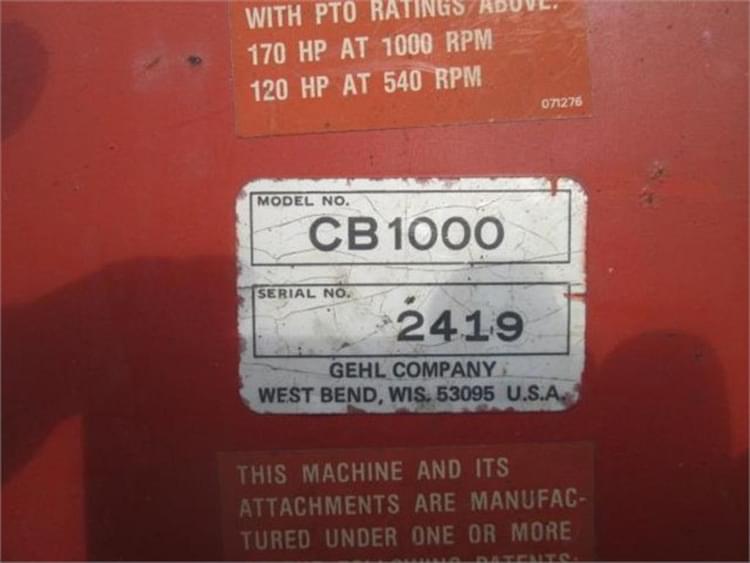 WITH PTO RATINGS ABOVE:
170 HP AT 1000 RPM
120 HP AT 540 RPM
071276
MODEL NO.
CB1000
SERIAL NO.
2419
GEHL COMPANY
WEST BEND, WIS. 53095 U.S.A.
THIS MACHINE AND ITS
ATTACHMENTS ARE MANUFAC-
TURED UNDER ONE OR MORE
FOLLOWING PATENTS: